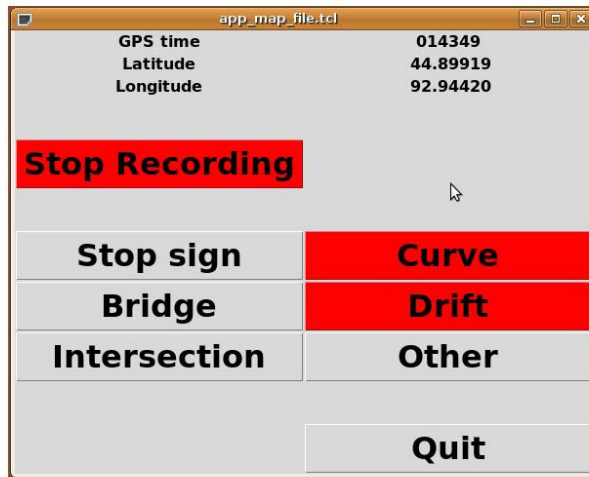 app_map_file.tcl
GPS time 014349
Latitude 44.89919
Longitude 92.94420
Stop Recording
Stop sign Curve
Bridge Drift
Intersection Other
Quit